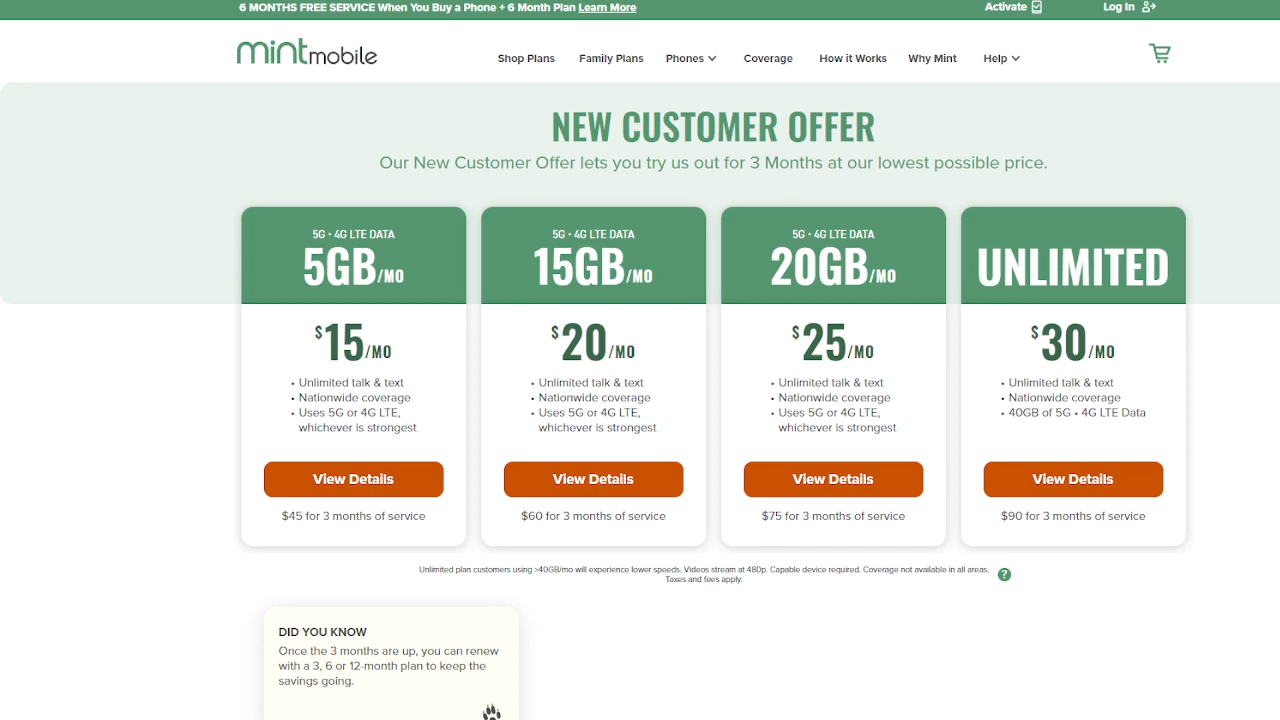 6 MONTHS FREE SERVICE When You Buy a Phone + 6 Month Plan Learn More
Activate
Log In
mintmobile
Shop Plans
Family Plans
Phones
Coverage
How it Works
Why Mint
Help
NEW CUSTOMER OFFER
Our New Customer Offer lets you try us out for 3 Months at our lowest possible price.
5G • 4G LTE DATA
5GB/MO
$15/MO
• Unlimited talk & text
• Nationwide coverage
• Uses 5G or 4G LTE,
whichever is strongest
View Details
$45 for 3 months of service
5G • 4G LTE DATA
15GB/MO
$20/MO
• Unlimited talk & text
• Nationwide coverage
• Uses 5G or 4G LTE,
whichever is strongest
View Details
$60 for 3 months of service
5G • 4G LTE DATA
20GB/MO
$25/MO
• Unlimited talk & text
• Nationwide coverage
• Uses 5G or 4G LTE,
whichever is strongest
View Details
$75 for 3 months of service
UNLIMITED
$30/MO
• Unlimited talk & text
• Nationwide coverage
• 40GB of 5G • 4G LTE Data
View Details
$90 for 3 months of service
Unlimited plan customers using >40GB/mo will experience lower speeds. Videos stream at 480p. Capable device required. Coverage not available in all areas.
Taxes and fees apply.
?
DID YOU KNOW
Once the 3 months are up, you can renew
with a 3, 6 or 12-month plan to keep the
savings going.